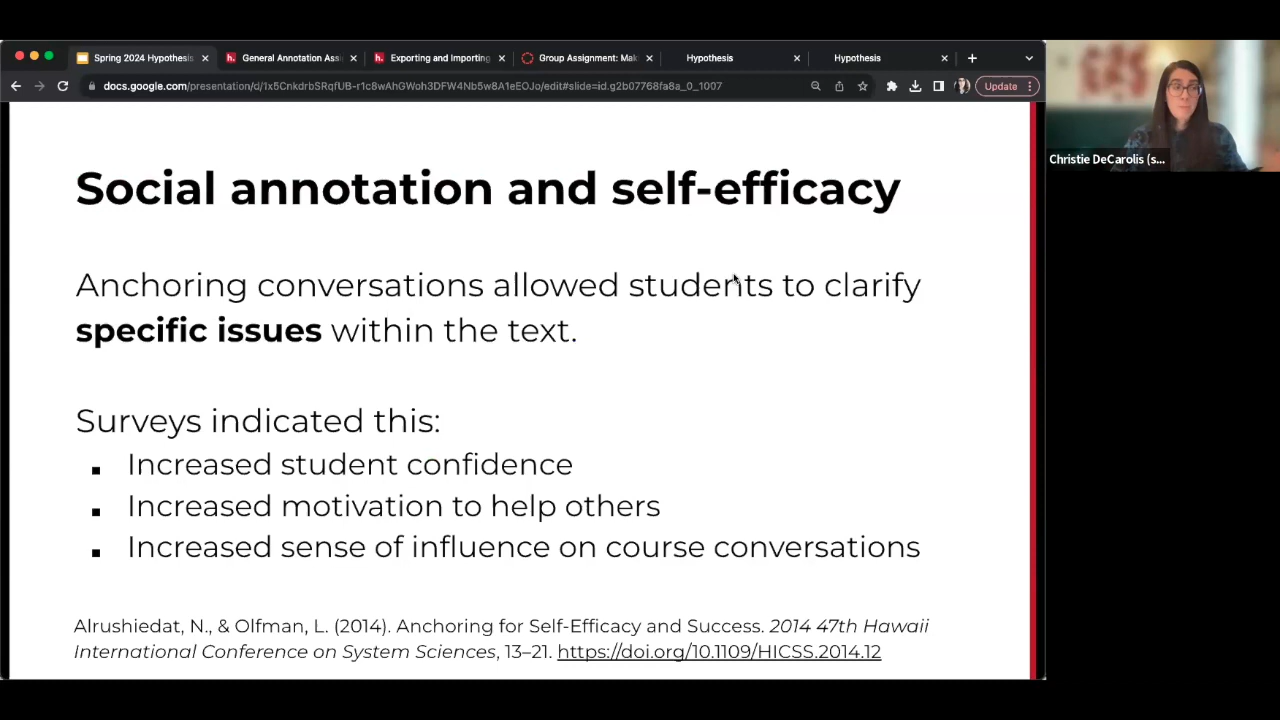 Spring 2024 Hypothesis
General Annotation Ass
Exporting and Importing
Group Assignment: Mak
Hypothesis
Hypothesis
docs.google.com/presentation/d/1x5CnkdrbSRqfUB-r1c8wAhGWoh3DFW4Nb5w8A1eEOJo/edit#slide=id.g2b07768fa8a_0_1007
Update
Christie DeCarolis (s...
Social annotation and self-efficacy
Anchoring conversations allowed students to clarify
specific issues within the text.
Surveys indicated this:
▪ Increased student confidence
▪ Increased motivation to help others
▪ Increased sense of influence on course conversations
Alrushiedat, N., & Olfman, L. (2014). Anchoring for Self-Efficacy and Success. 2014 47th Hawaii
International Conference on System Sciences, 13–21. https://doi.org/10.1109/HICSS.2014.12